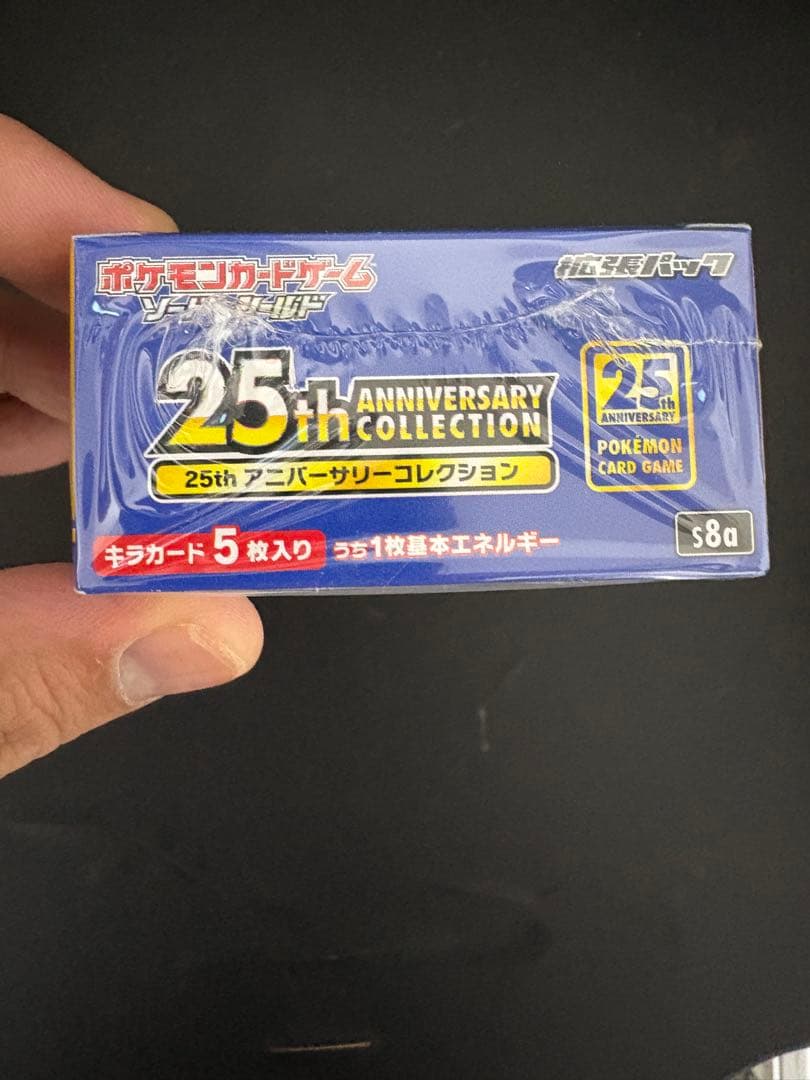 ポケモンカードゲーム
ソード&シールド
拡張パック
25th ANNIVERSARY COLLECTION
25th アニバーサリーコレクション
25th
ANNIVERSARY
POKÉMON
CARD GAME
キラカード5枚入り うち1枚基本エネルギー
S8a